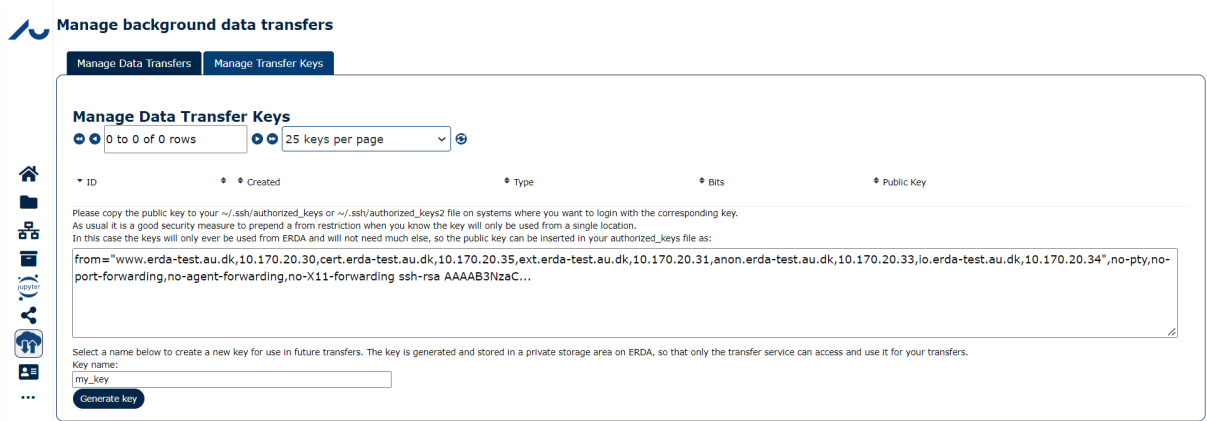 Manage background data transfers
Manage Data Transfers
Manage Transfer Keys
Manage Data Transfer Keys
0 to 0 of 0 rows
25 keys per page
ID
Created
Type
Bits
Public Key
Please copy the public key to your ~/.ssh/authorized_keys or ~/.ssh/authorized_keys2 file on systems where you want to login with the corresponding key.
As usual it is a good security measure to prepend a from restriction when you know the key will only be used from a single location.
In this case the keys will only ever be used from ERDA and will not need much else, so the public key can be inserted in your authorized_keys file as:
from="www.erda-test.au.dk,10.170.20.30,cert.erda-test.au.dk,10.170.20.35,ext.erda-test.au.dk,10.170.20.31,anon.erda-test.au.dk,10.170.20.33,io.erda-test.au.dk,10.170.20.34",no-pty,no-
port-forwarding,no-agent-forwarding,no-X11-forwarding ssh-rsa AAAAB3NzaC...
jupyter
Select a name below to create a new key for use in future transfers. The key is generated and stored in a private storage area on ERDA, so that only the transfer service can access and use it for your transfers.
Key name:
my_key
Generate key